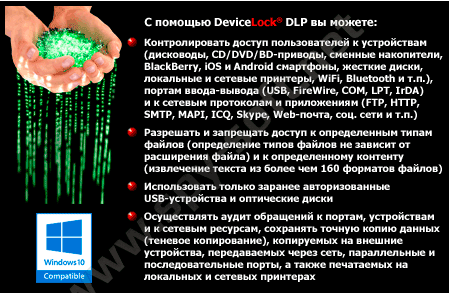 С помощью DeviceLock® DLP вы можете:
Контролировать доступ пользователей к устройствам
(дисководы, CD/DVD/BD-приводы, сменные накопители,
BlackBerry, iOS и Android смартфоны, жесткие диски,
локальные и сетевые принтеры, WiFi, Bluetooth и т.п.),
портам ввода-вывода (USB, FireWire, COM, LPT, IrDA)
и к сетевым протоколам и приложениям (FTP, HTTP,
SMTP, MAPI, ICQ, Skype, Web-почта, соц. сети и т.п.)
Разрешать и запрещать доступ к определенным типам
файлов (определение типов файлов не зависит от
расширения файла) и к определенному контенту
(извлечение текста из более чем 160 форматов файлов)
Использовать только заранее авторизованные
USB-устройства и оптические диски
Осуществлять аудит обращений к портам, устройствам
и к сетевым ресурсам, сохранять точную копию данных
(теневое копирование), копируемых на внешние
устройства, передаваемых через сеть, параллельные и
последовательные порты, а также печатаемых на
локальных и сетевых принтерах
Windows 10
Compatible